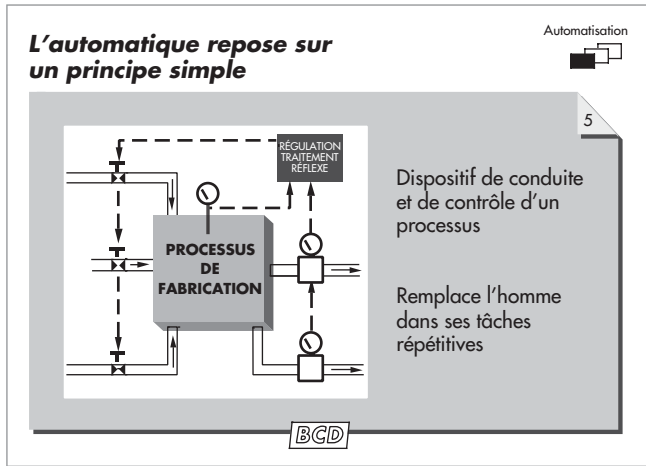 Automatisation
L'automatique repose sur
un principe simple
5
RÉGULATION
TRAITEMENT
RÉFLEXE
PROCESSUS
DE
FABRICATION
Dispositif de conduite
et de contrôle d'un
processus
Remplace l'homme
dans ses tâches
répétitives
BCD